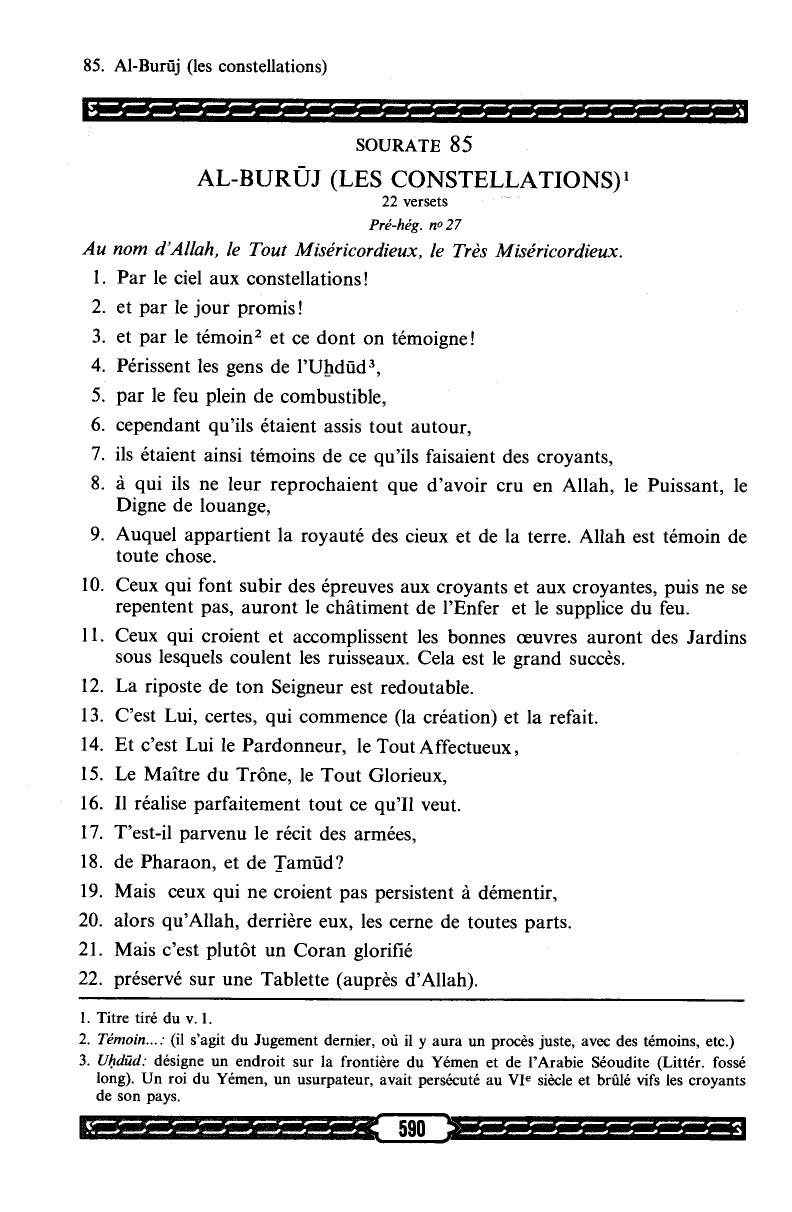 85. Al-Burūj (les constellations)
SOURATE 85
AL-BURŪJ (LES CONSTELLATIONS)¹
22 versets
Pré-hég. nº 27
Au nom d'Allah, le Tout Miséricordieux, le Très Miséricordieux.
1. Par le ciel aux constellations!
2. et par le jour promis!
3. et par le témoin² et ce dont on témoigne!
4. Périssent les gens de l'Uẖdūd³,
5. par le feu plein de combustible,
6. cependant qu'ils étaient assis tout autour,
7. ils étaient ainsi témoins de ce qu'ils faisaient des croyants,
8. à qui ils ne leur reprochaient que d'avoir cru en Allah, le Puissant, le
Digne de louange,
9. Auquel appartient la royauté des cieux et de la terre. Allah est témoin de
toute chose.
10. Ceux qui font subir des épreuves aux croyants et aux croyantes, puis ne se
repentent pas, auront le châtiment de l'Enfer et le supplice du feu.
11. Ceux qui croient et accomplissent les bonnes œuvres auront des Jardins
sous lesquels coulent les ruisseaux. Cela est le grand succès.
12. La riposte de ton Seigneur est redoutable.
13. C'est Lui, certes, qui commence (la création) et la refait.
14. Et c'est Lui le Pardonneur, le Tout Affectueux,
15. Le Maître du Trône, le Tout Glorieux,
16. Il réalise parfaitement tout ce qu'Il veut.
17. T'est-il parvenu le récit des armées,
18. de Pharaon, et de Ṯamūd?
19. Mais ceux qui ne croient pas persistent à démentir,
20. alors qu'Allah, derrière eux, les cerne de toutes parts.
21. Mais c'est plutôt un Coran glorifié
22. préservé sur une Tablette (auprès d'Allah).
1. Titre tiré du v. 1.
2. Témoin...: (il s'agit du Jugement dernier, où il y aura un procès juste, avec des témoins, etc.)
3. Uḥdūd: désigne un endroit sur la frontière du Yémen et de l'Arabie Séoudite (Littér. fossé
long). Un roi du Yémen, un usurpateur, avait persécuté au VIᵉ siècle et brûlé vifs les croyants
de son pays.
590